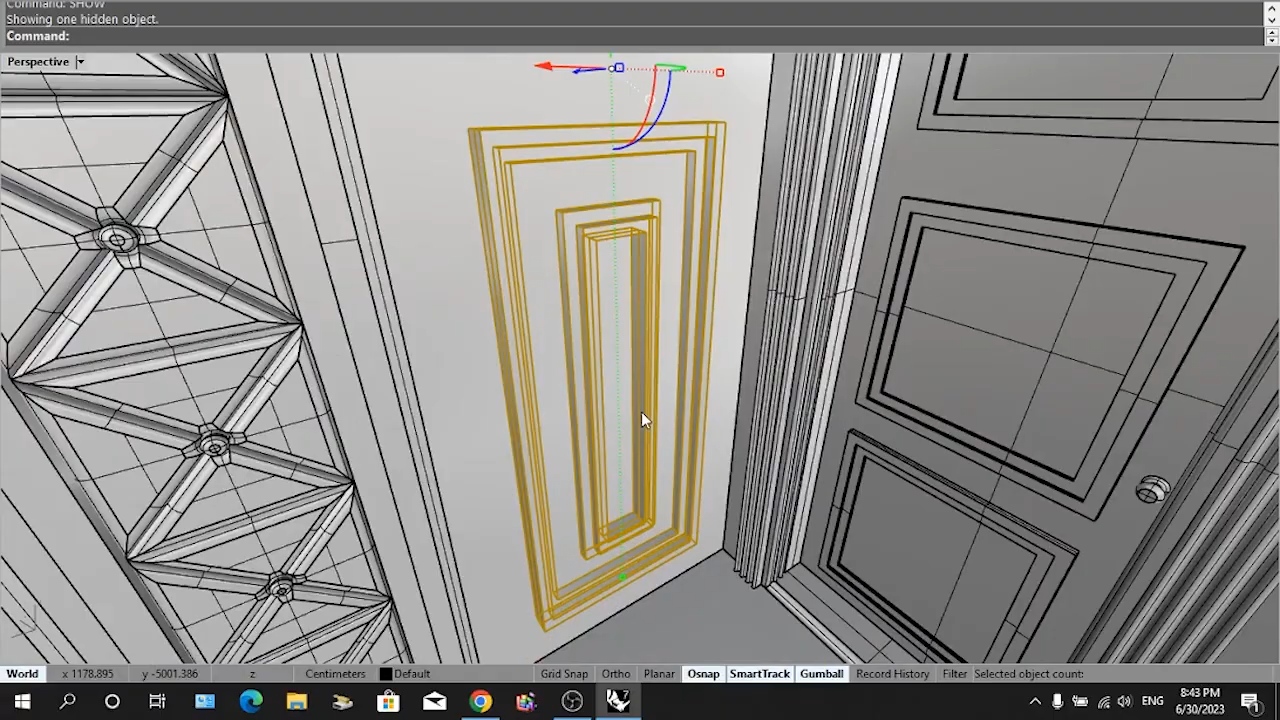 Command: SHOW
Showing one hidden object.
Command:
Perspective
World x 1178.895 y -5001.386 z Centimeters Default Grid Snap Ortho Planar Osnap SmartTrack Gumball Record History Filter Selected object count:
ENG
8:43 PM
6/30/2023